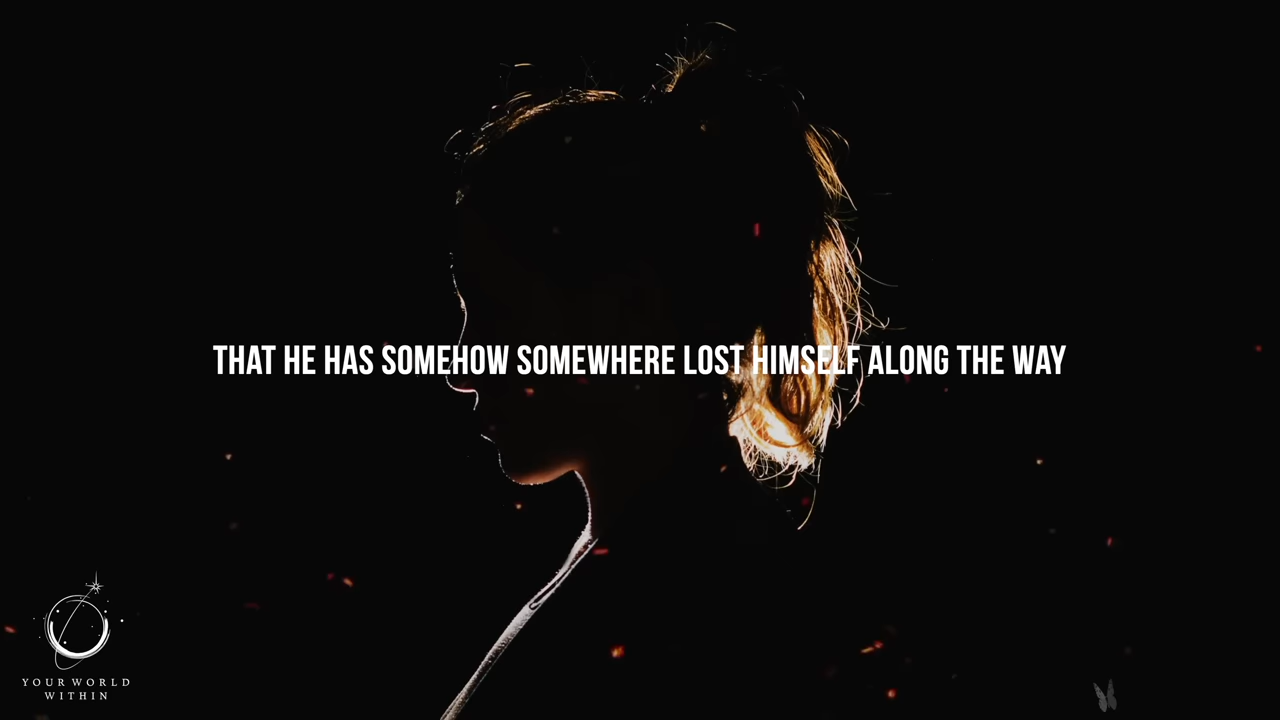 THAT HE HAS SOMEHOW SOMEWHERE LOST HIMSELF ALONG THE WAY
YOUR WORLD
WITHIN